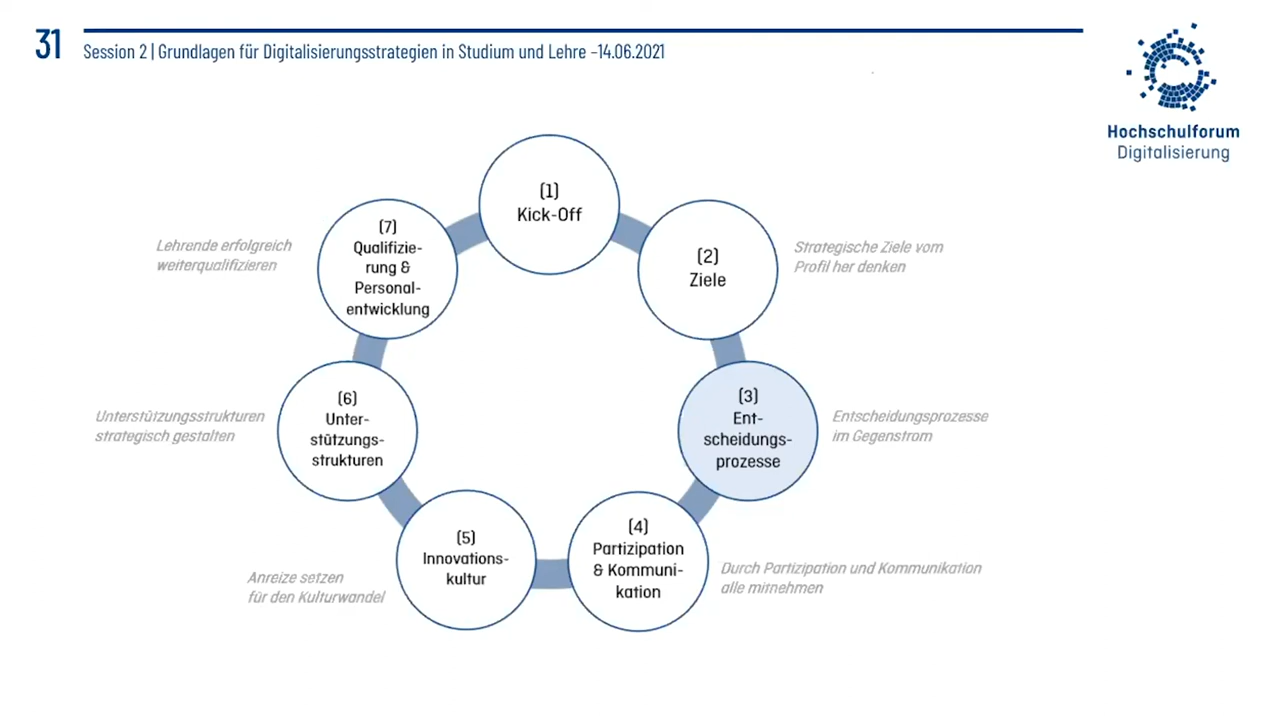 31
Session 2 | Grundlagen für Digitalisierungsstrategien in Studium und Lehre –14.06.2021
Hochschulforum
Digitalisierung
(1)
Kick-Off
(2)
Ziele
Strategische Ziele vom
Profil her denken
(3)
Ent-
scheidungs-
prozesse
Entscheidungsprozesse
im Gegenstrom
(4)
Partizipation
& Kommuni-
kation
Durch Partizipation und Kommunikation
alle mitnehmen
(5)
Innovations-
kultur
Anreize setzen
für den Kulturwandel
(6)
Unter-
stützungs-
strukturen
Unterstützungsstrukturen
strategisch gestalten
(7)
Qualifizie-
rung &
Personal-
entwicklung
Lehrende erfolgreich
weiterqualifizieren